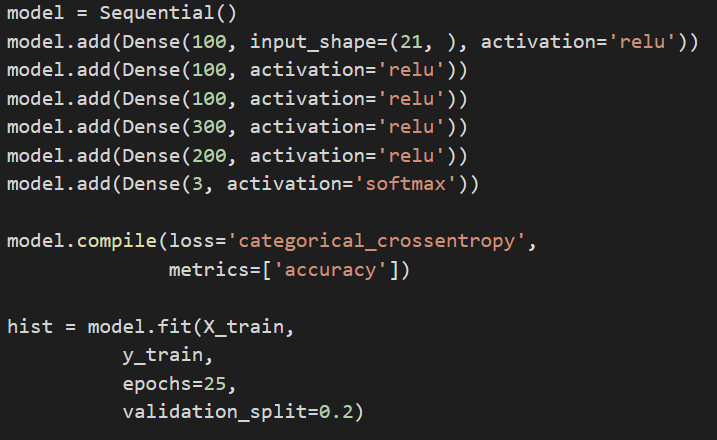 model = Sequential()
model.add(Dense(100, input_shape=(21, ), activation='relu'))
model.add(Dense(100, activation='relu'))
model.add(Dense(100, activation='relu'))
model.add(Dense(300, activation='relu'))
model.add(Dense(200, activation='relu'))
model.add(Dense(3, activation='softmax'))

model.compile(loss='categorical_crossentropy',
              metrics=['accuracy'])

hist = model.fit(X_train,
          y_train,
          epochs=25,
          validation_split=0.2)